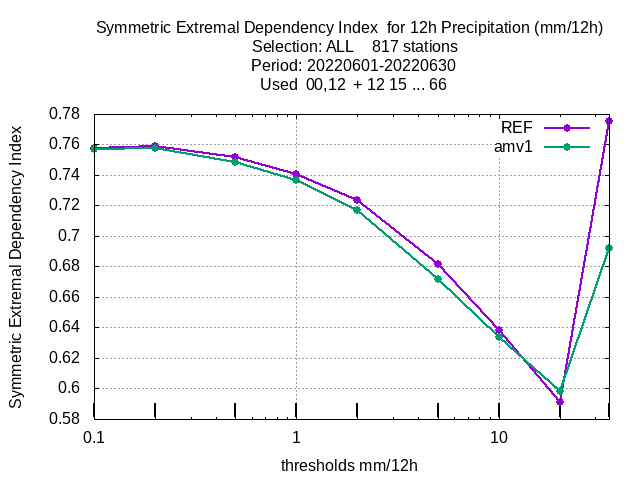 Symmetric Extremal Dependency Index  for 12h Precipitation (mm/12h)
Selection: ALL    817 stations
Period: 20220601-20220630
Used  00,12  + 12 15 ... 66
REF
amv1
0.78
0.76
0.74
0.72
0.7
0.68
0.66
0.64
0.62
0.6
0.58
Symmetric Extremal Dependency Index
0.1 1 10
thresholds mm/12h